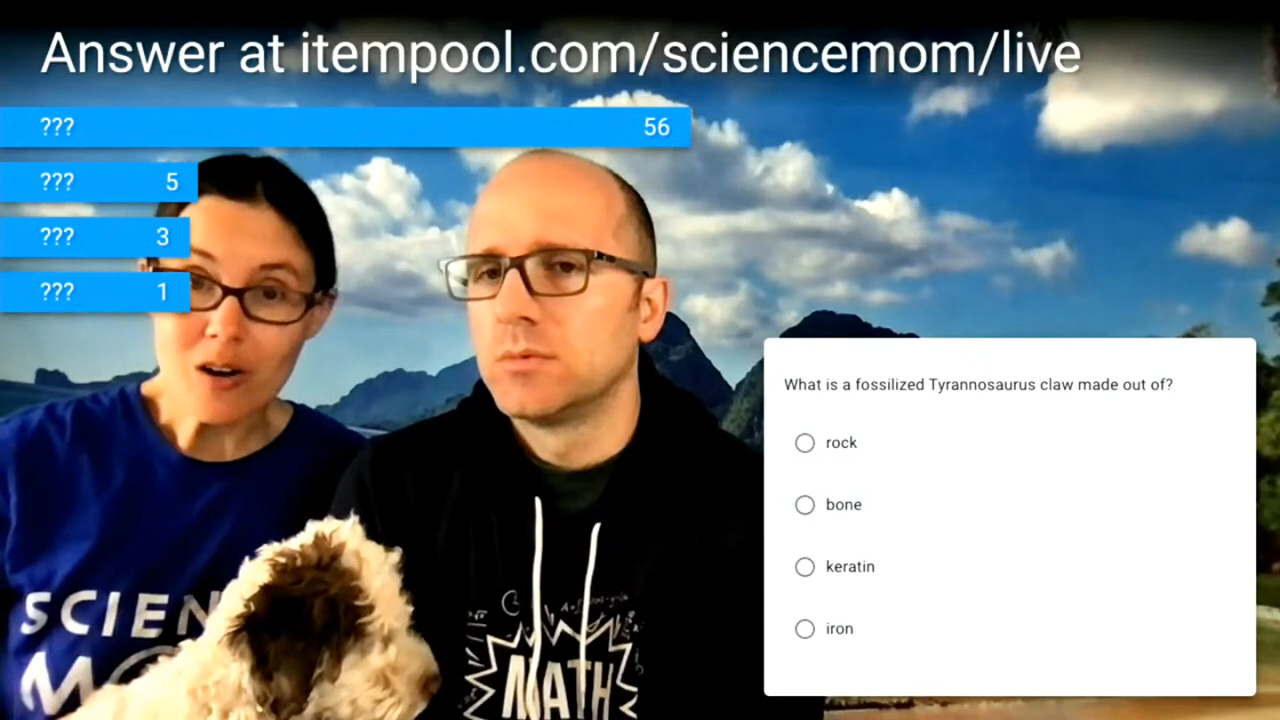 Answer at itempool.com/sciencemom/live
??? 56
??? 5
??? 3
??? 1
What is a fossilized Tyrannosaurus claw made out of?
rock
bone
keratin
iron
SCIEN
MATH